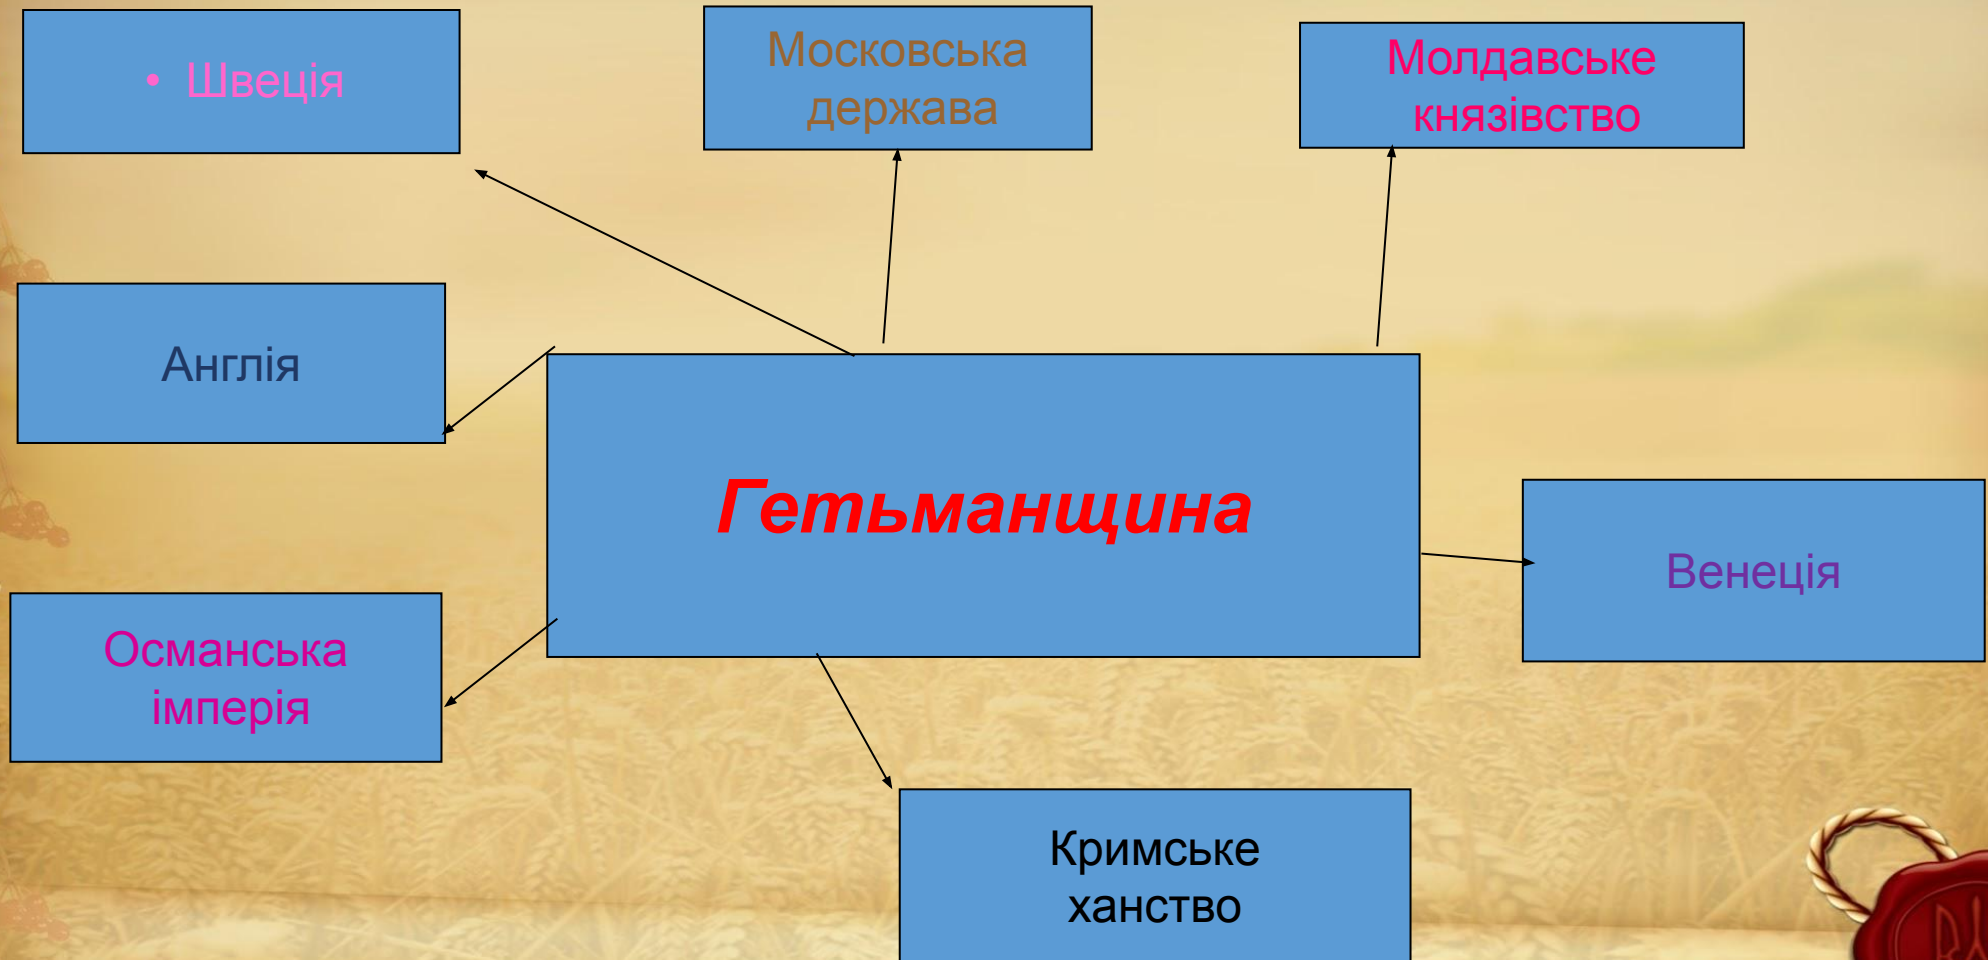 • Швеція
Московська
держава
Молдавське
князівство
Англія
Гетьманщина
Венеція
Османська
імперія
Кримське
ханство